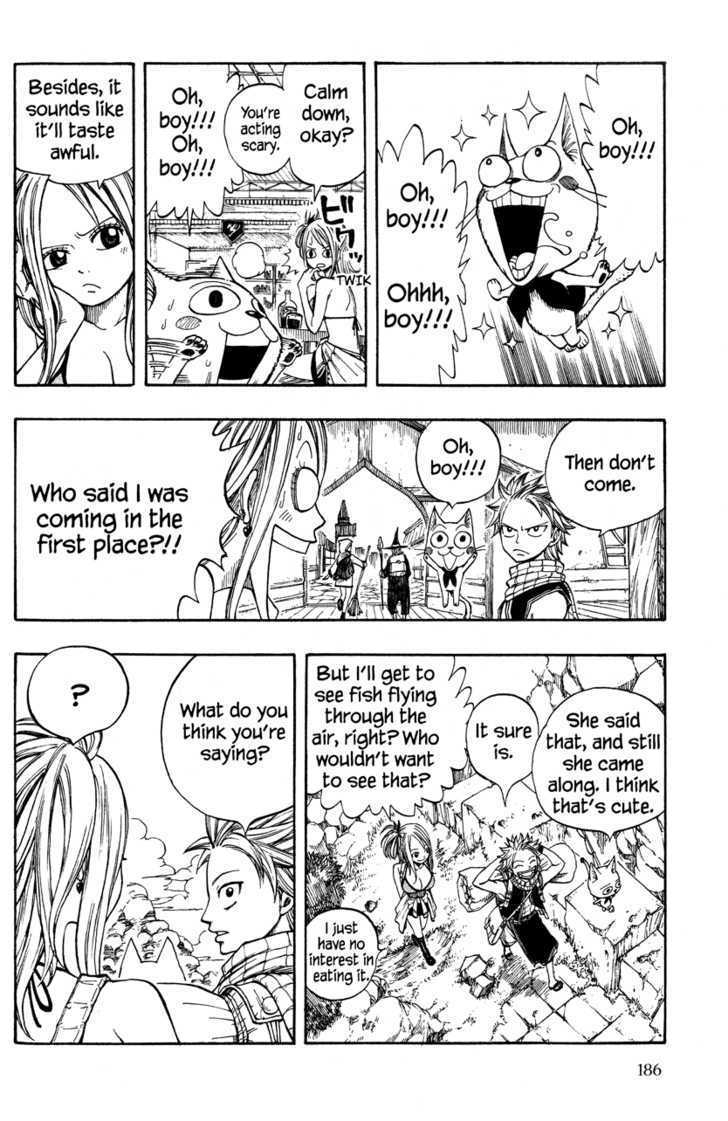 Oh,
boy!!!
Oh,
boy!!!
Ohhh,
boy!!!
Calm
down,
okay?
You're
acting
scary.
Oh,
boy!!!
Oh,
boy!!!
ビクッ
TWIK
Besides, it
sounds like
it'll taste
awful.
Then don't
come.
Oh,
boy!!!
Who said I was
coming in the
first place?!!
She said
that, and still
she came
along. I think
that's cute.
It sure
is.
But I'll get to
see fish flying
through the
air, right? Who
wouldn't want
to see that?
I just
have no
interest in
eating it.
What do you
think you're
saying?
?
186